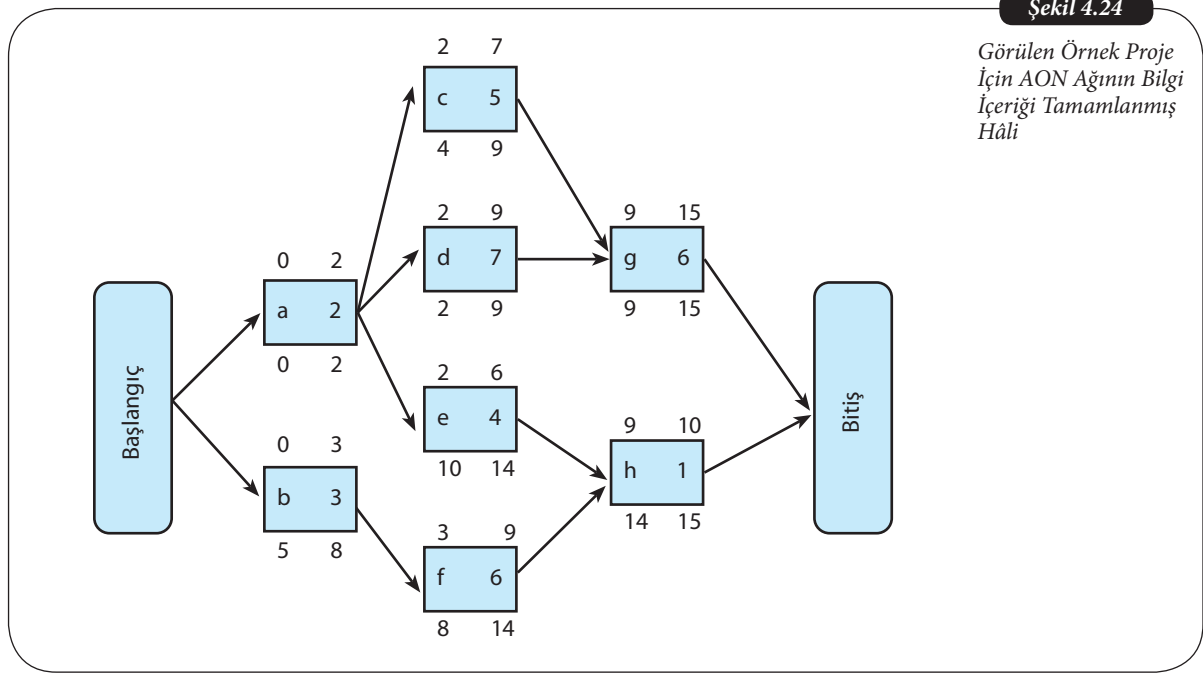 Şekil 4.24
Görülen Örnek Proje
İçin AON Ağının Bilgi
İçeriği Tamamlanmış
Hâli
2 7
c 5
4 9
2 9
d 7
2 9
9 15
g 6
9 15
0 2
a 2
0 2
Başlangıç
2 6
e 4
10 14
Bitiş
0 3
b 3
5 8
9 10
h 1
14 15
3 9
f 6
8 14